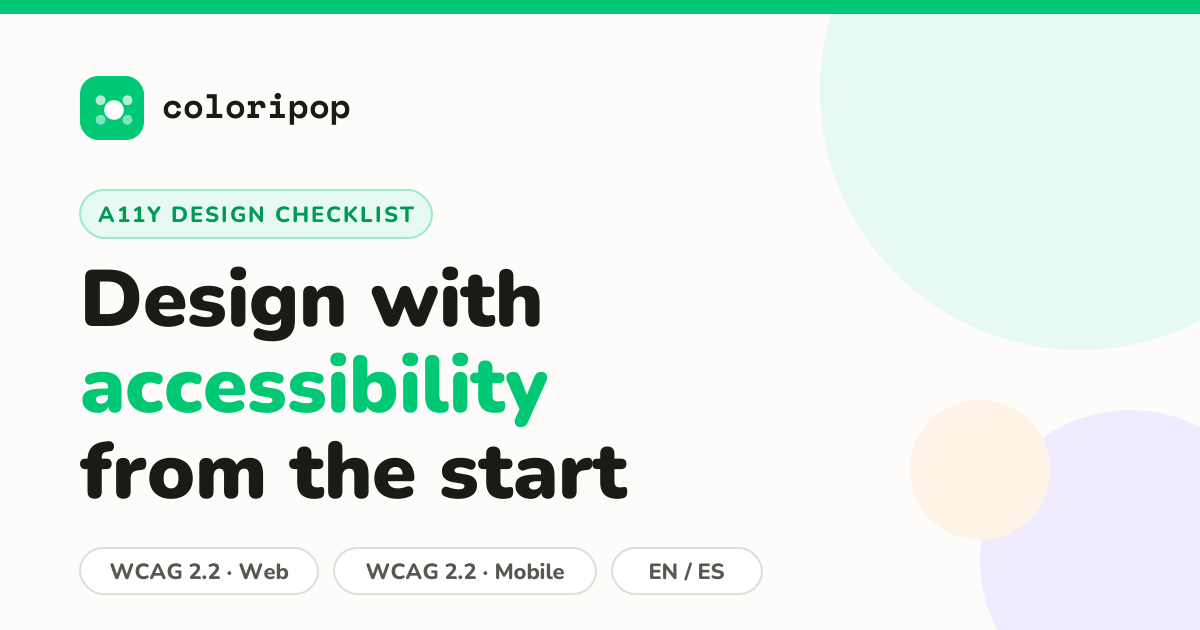 coloripop
A11Y DESIGN CHECKLIST
Design with
accessibility
from the start
WCAG 2.2 · Web
WCAG 2.2 · Mobile
EN / ES